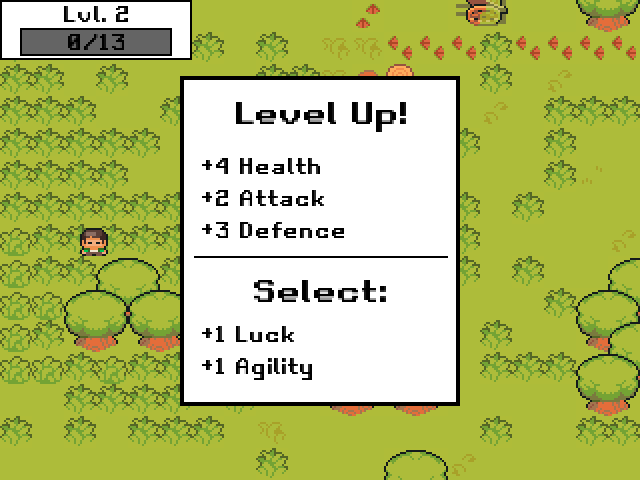 Lvl. 2
0/13
Level Up!
+4 Health
+2 Attack
+3 Defence
Select:
+1 Luck
+1 Agility